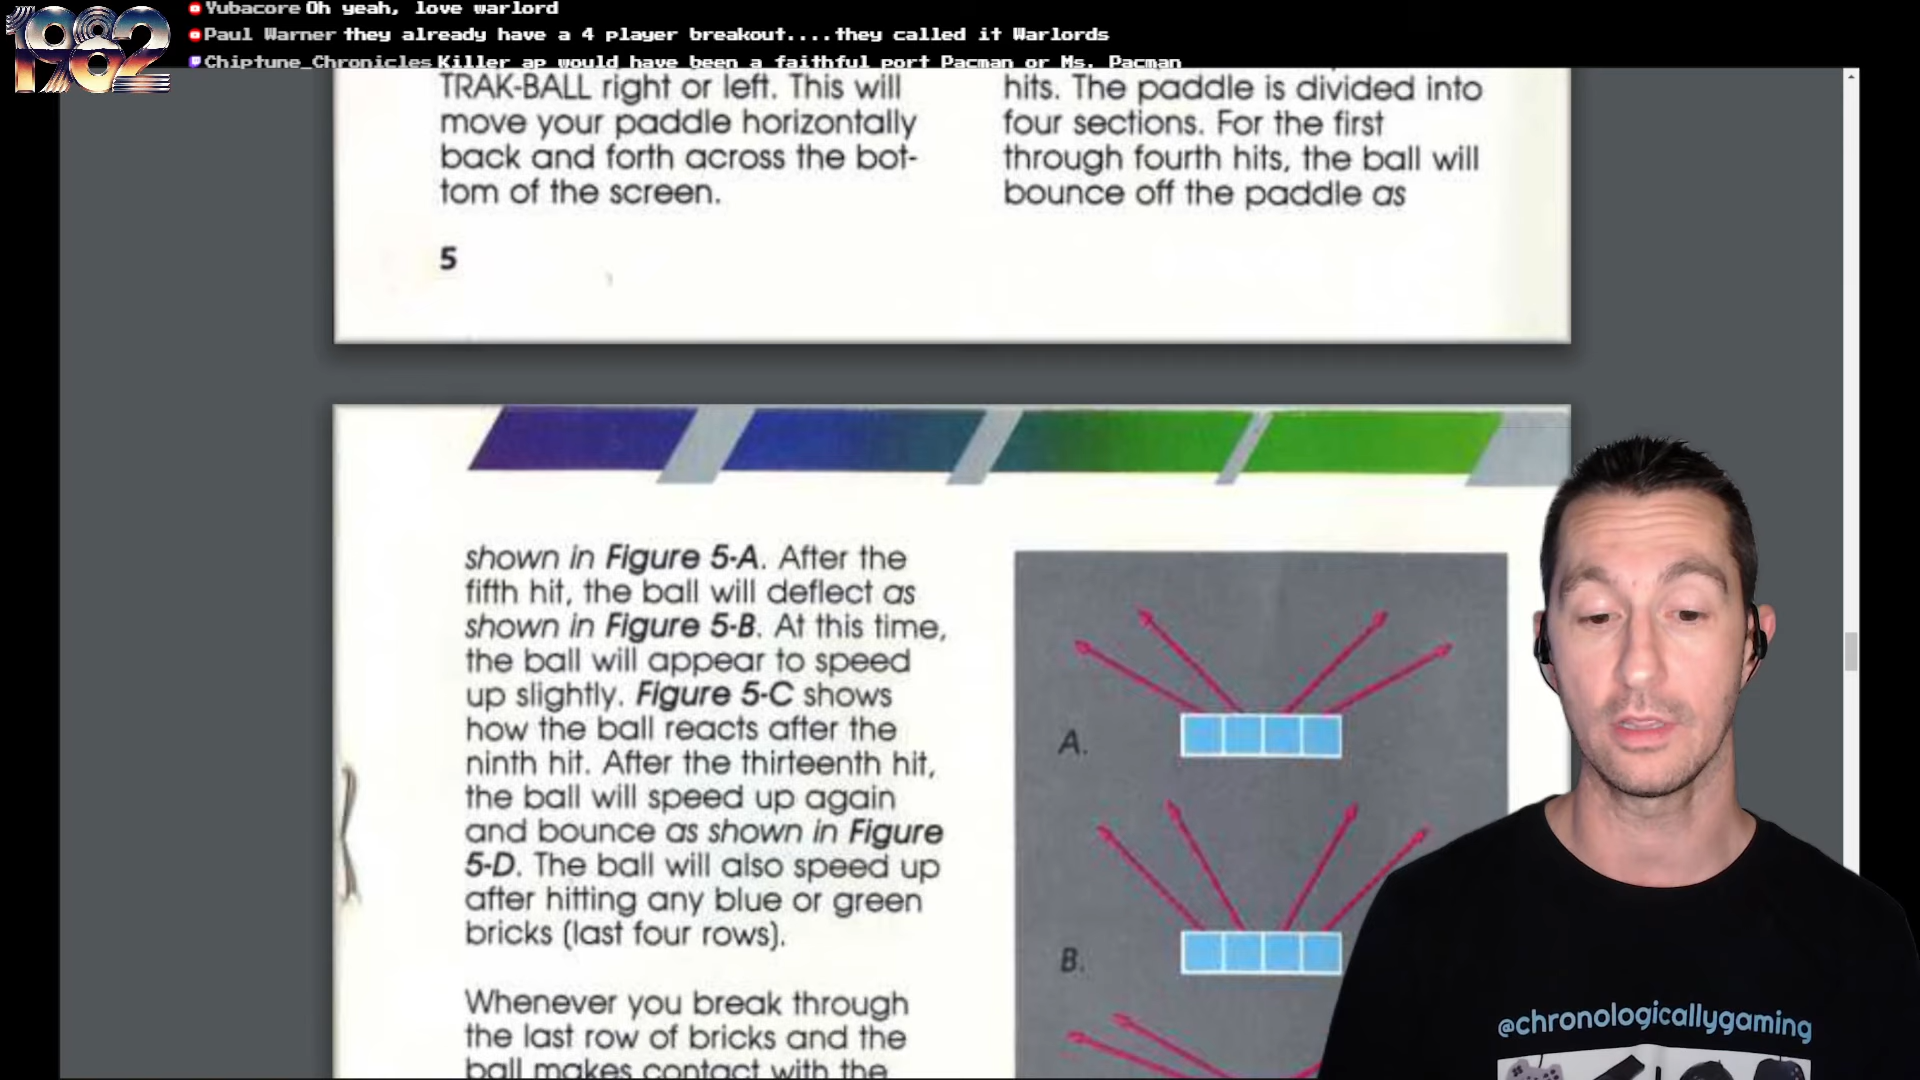 1982
Yubacore Oh yeah, love warlord
Paul Warner they already have a 4 player breakout....they called it Warlords
Chiptune_Chronicles Killer ap would have been a faithful port Pacman or Ms. Pacman
TRAK-BALL right or left. This will
move your paddle horizontally
back and forth across the bot-
tom of the screen.
5
hits. The paddle is divided into
four sections. For the first
through fourth hits, the ball will
bounce off the paddle as
shown in Figure 5-A. After the
fifth hit, the ball will deflect as
shown in Figure 5-B. At this time,
the ball will appear to speed
up slightly. Figure 5-C shows
how the ball reacts after the
ninth hit. After the thirteenth hit,
the ball will speed up again
and bounce as shown in Figure
5-D. The ball will also speed up
after hitting any blue or green
bricks (last four rows).
Whenever you break through
the last row of bricks and the
ball makes contact with the
A.
B.
@chronologicallygaming